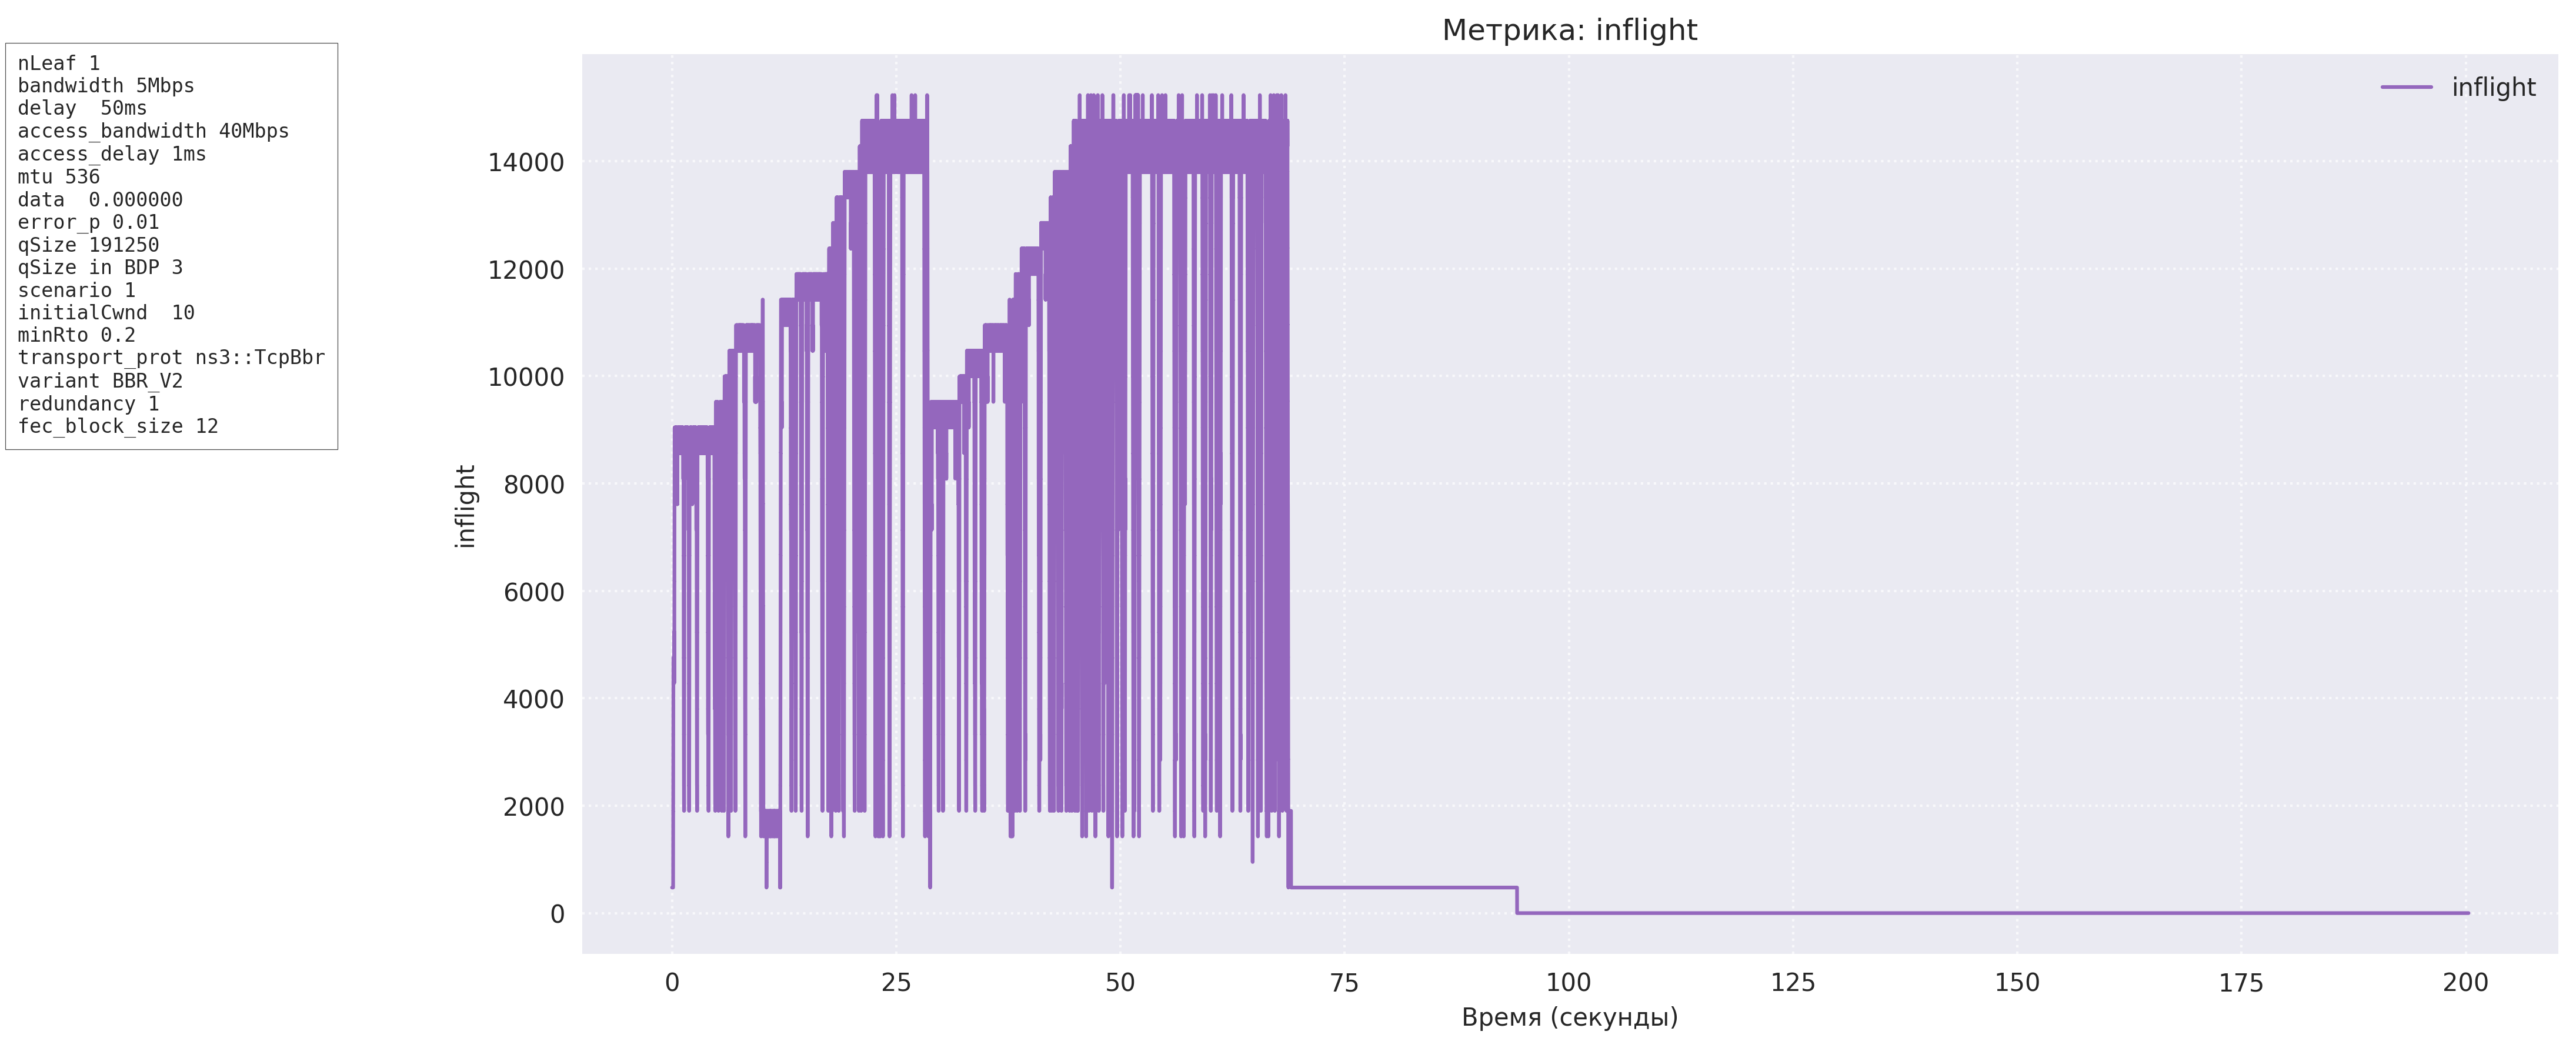 Метрика: inflight
nLeaf 1
bandwidth 5Mbps
delay  50ms
access_bandwidth 40Mbps
access_delay 1ms
mtu 536
data  0.000000
error_p 0.01
qSize 191250
qSize in BDP 3
scenario 1
initialCwnd  10
minRto 0.2
transport_prot ns3::TcpBbr
variant BBR_V2
redundancy 1
fec_block_size 12
inflight
inflight
14000
12000
10000
8000
6000
4000
2000
0
0 25 50 75 100 125 150 175 200
Время (секунды)